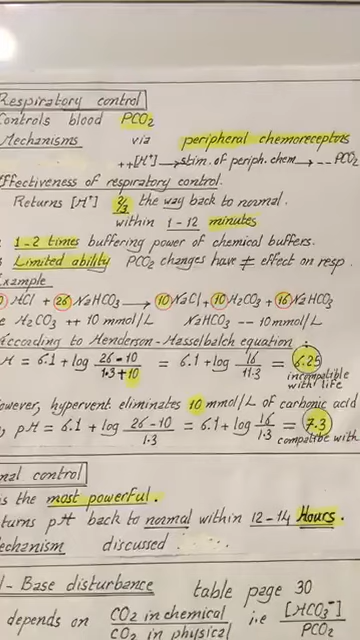 Respiratory control
Controls blood PCO₂
Mechanisms via peripheral chemoreceptors
++[H⁺] → stim. of periph. chem → -- PCO₂
Effectiveness of respiratory control.
Returns [H⁺] 2/3 the way back to normal.
within 1-12 minutes
1-2 times buffering power of chemical buffers.
Limited ability PCO₂ changes have ± effect on resp.
Example
HCl + 26 NaHCO₃ → 10 NaCl + 10 H₂CO₃ + 16 NaHCO₃
H₂CO₃ ++ 10 mmol/L NaHCO₃ -- 10 mmol/L
According to Henderson-Hasselbalch equation
H = 6.1 + log (26-10)/(1.3+10) = 6.1 + log 16/11.3 = 6.25
incompatible with life
However, hypervent eliminates 10 mmol/L of carbonic acid
pH = 6.1 + log (26-10)/1.3 = 6.1 + log 16/1.3 = 7.3
compatible with
nal control
is the most powerful.
turns pH back to normal within 12-14 Hours.
Mechanism discussed
- Base disturbance table page 30
depends on CO₂ in chemical / CO₂ in physical i.e [HCO₃⁻] / PCO₂